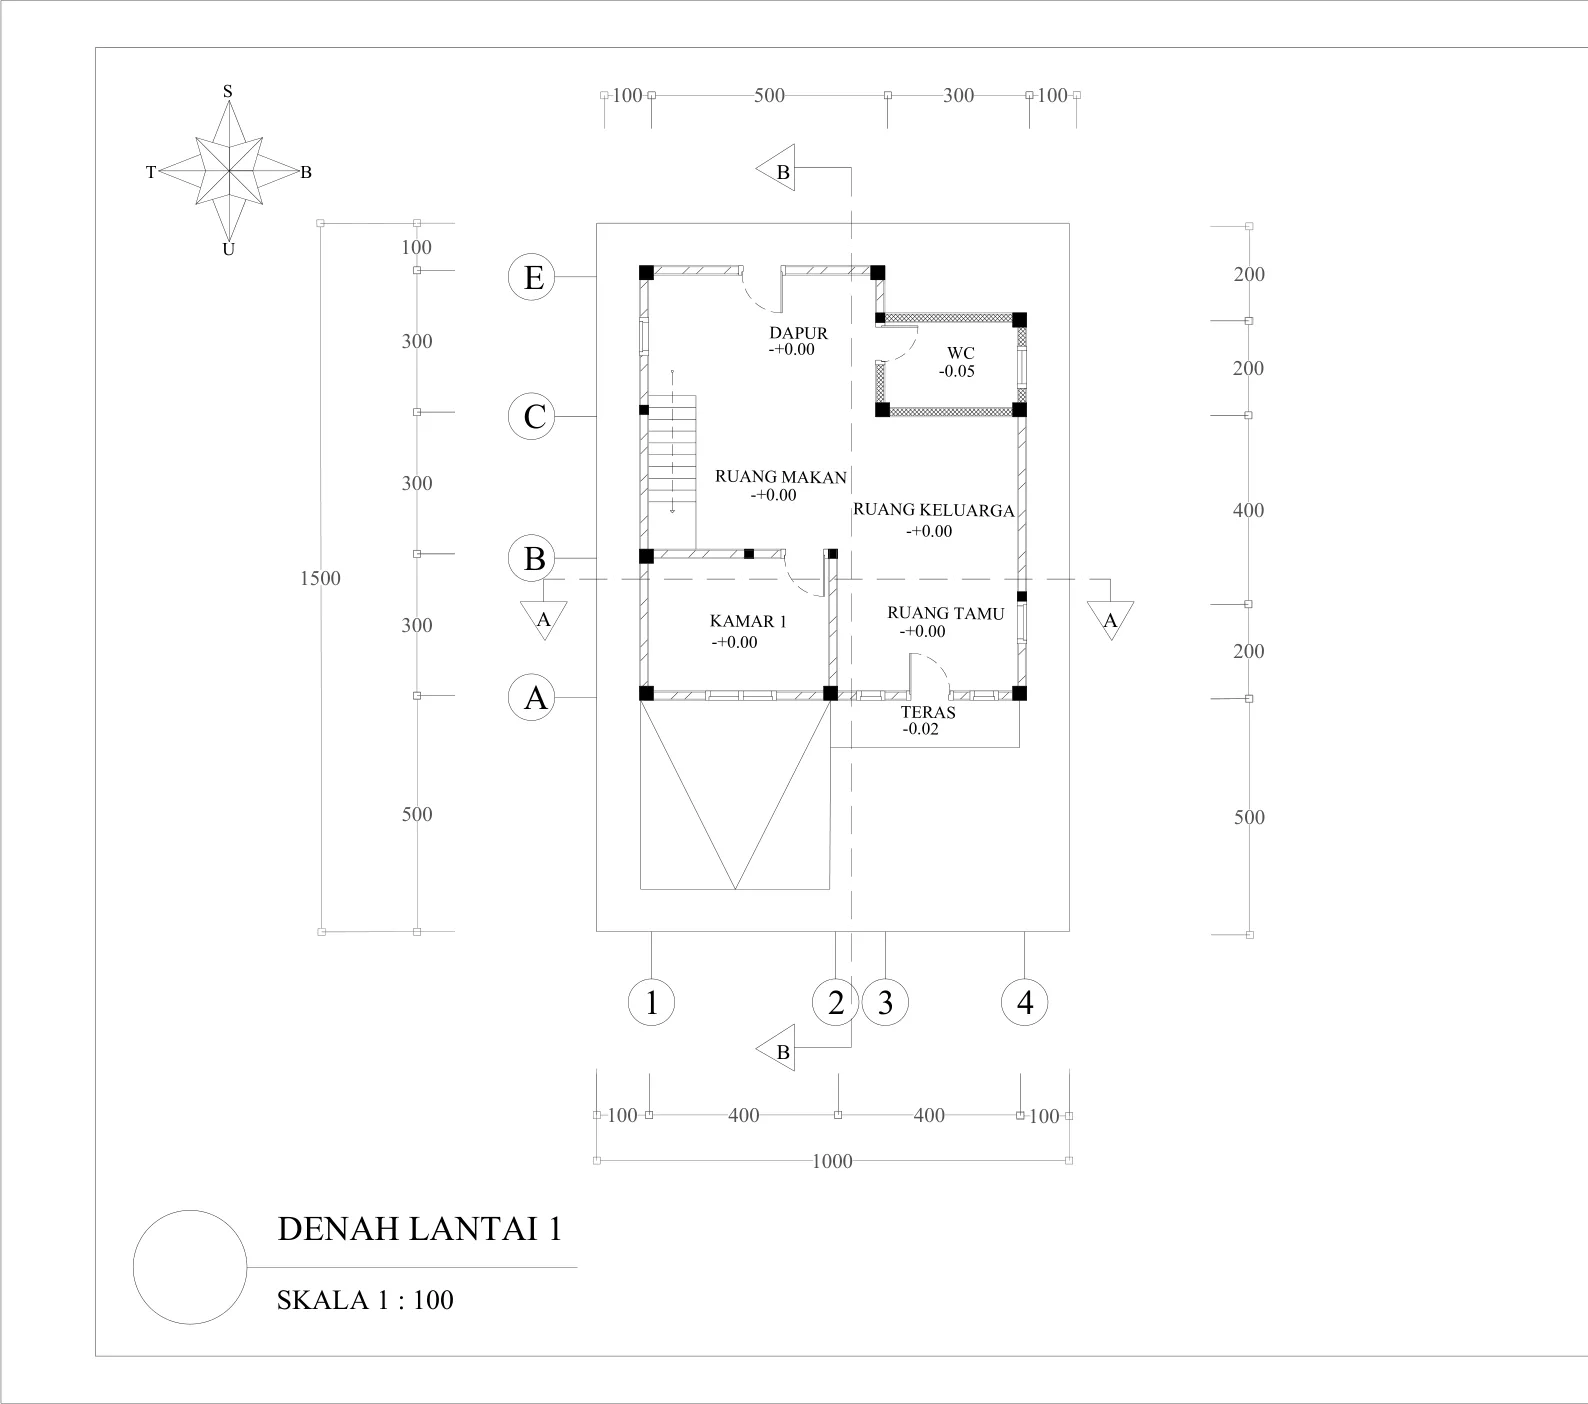 S
T
B
U
100
500
300
100
B
100
300
300
300
500
1500
E
C
B
A
A
DAPUR
-+0.00
WC
-0.05
RUANG MAKAN
-+0.00
RUANG KELUARGA
-+0.00
KAMAR 1
-+0.00
RUANG TAMU
-+0.00
TERAS
-0.02
A
200
200
400
200
500
1
2
3
4
B
100
400
400
100
1000
DENAH LANTAI 1
SKALA 1 : 100